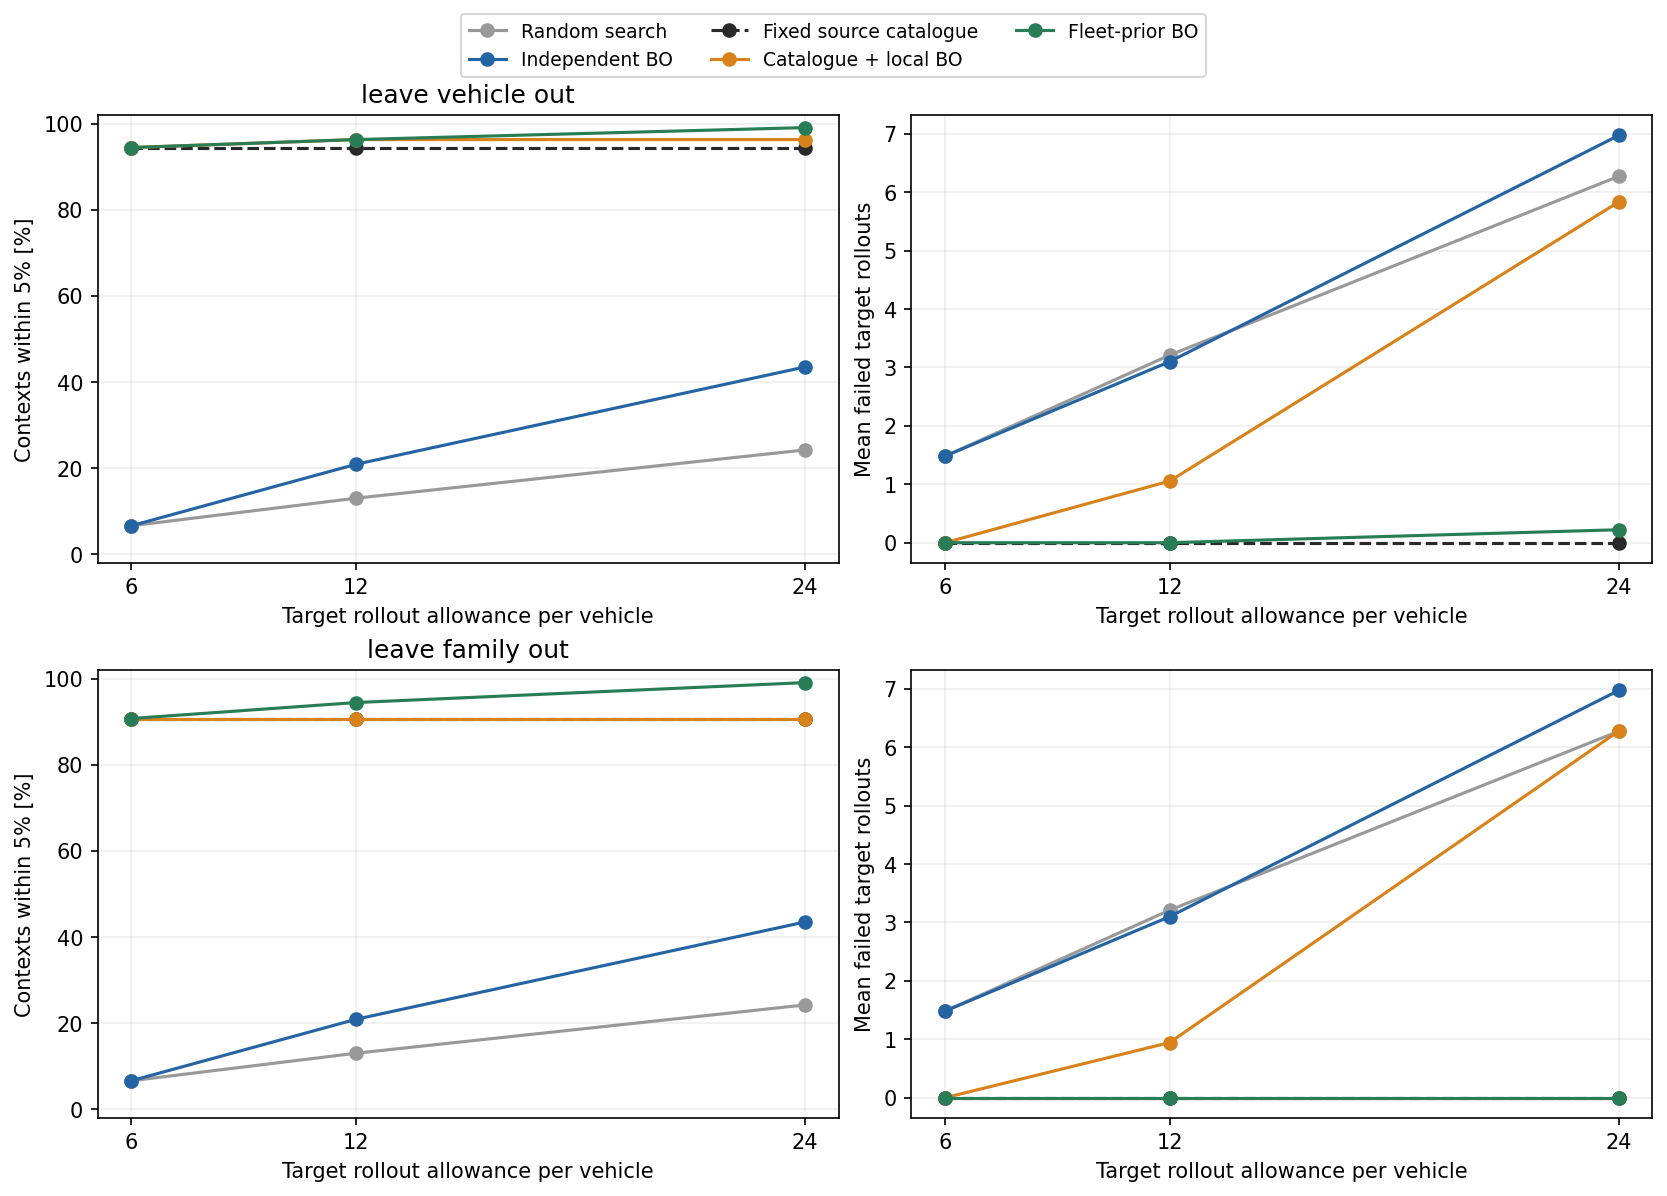 Random search
Independent BO
Fixed source catalogue
Catalogue + local BO
Fleet-prior BO
leave vehicle out
Contexts within 5% [%]
100
80
60
40
20
0
6 12 24
Target rollout allowance per vehicle
Mean failed target rollouts
7
6
5
4
3
2
1
0
6 12 24
Target rollout allowance per vehicle
leave family out
Contexts within 5% [%]
100
80
60
40
20
0
6 12 24
Target rollout allowance per vehicle
Mean failed target rollouts
7
6
5
4
3
2
1
0
6 12 24
Target rollout allowance per vehicle